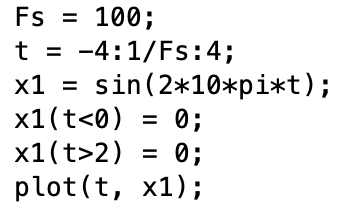 Fs = 100;
t = -4:1/Fs:4;
x1 = sin(2*10*pi*t);
x1(t<0) = 0;
x1(t>2) = 0;
plot(t, x1);